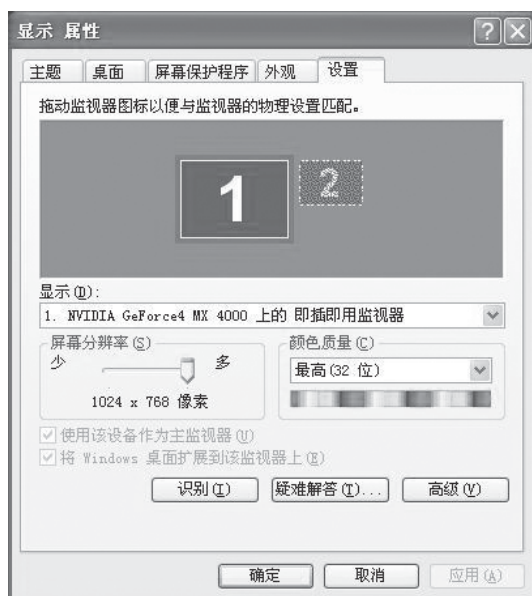 显示 属性
主题 桌面 屏幕保护程序 外观 设置
拖动监视器图标以便与监视器的物理设置匹配。
1 2
显示(D):
1. NVIDIA GeForce4 MX 4000 上的 即插即用监视器
屏幕分辨率(S) 颜色质量(C)
少 多 最高(32 位)
1024 x 768 像素
使用该设备作为主监视器(U)
将 Windows 桌面扩展到该监视器上(E)
识别(I) 疑难解答(T)... 高级(V)
确定 取消 应用(A)